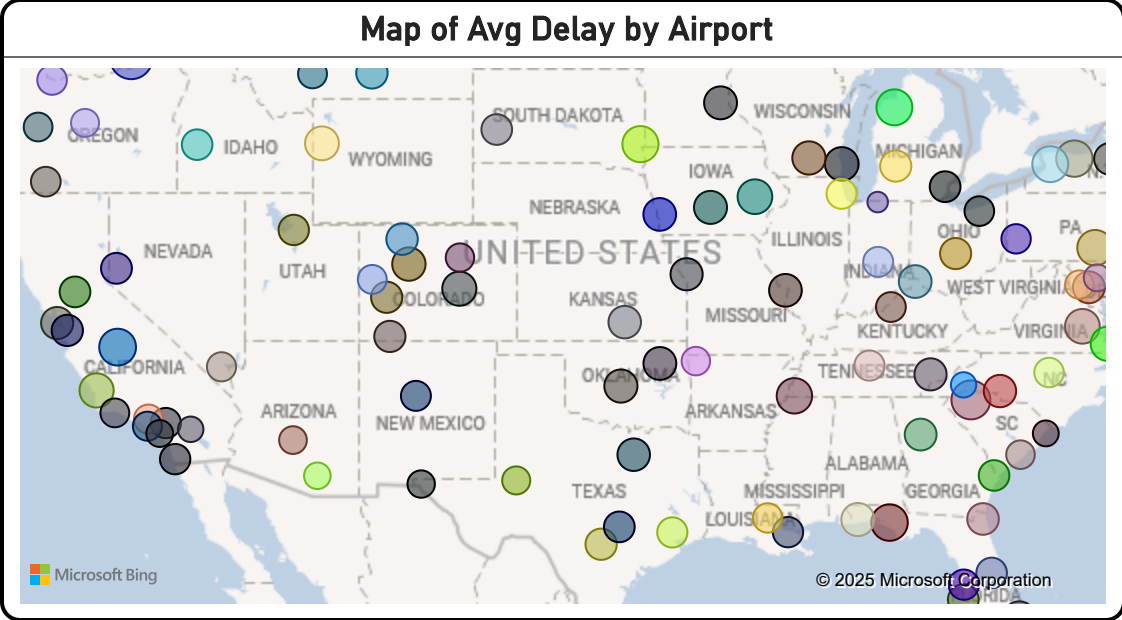 Map of Avg Delay by Airport
SOUTH DAKOTA
WISCONSIN
OREGON
IDAHO
WYOMING
MICHIGAN
IOWA
NEBRASKA
PA
NEVADA
UNITED STATES
ILLINOIS
OHIO
UTAH
INDIANA
COLORADO
KANSAS
WEST VIRGINIA
MISSOURI
KENTUCKY
VIRGINIA
CALIFORNIA
OKLAHOMA
TENNESSEE
NC
ARIZONA
NEW MEXICO
ARKANSAS
SC
ALABAMA
TEXAS
MISSISSIPPI
GEORGIA
LOUISIANA
Microsoft Bing
© 2025 Microsoft Corporation